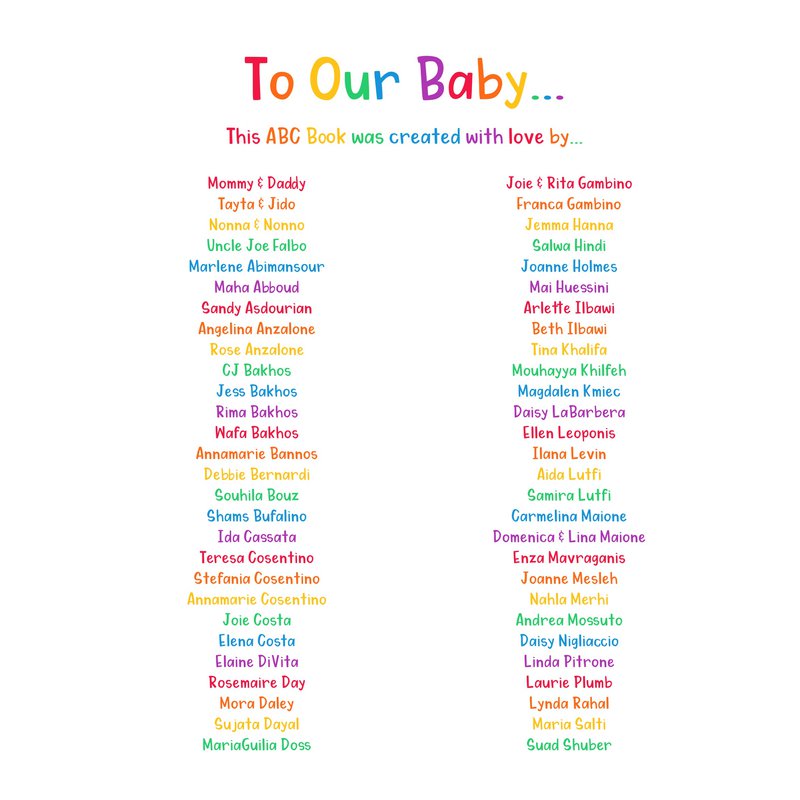 To Our Baby...
This ABC Book was created with love by...
Mommy & Daddy
Tayta & Jido
Nonna & Nonno
Uncle Joe Falbo
Marlene Abimansour
Maha Abboud
Sandy Asdourian
Angelina Anzalone
Rose Anzalone
CJ Bakhos
Jess Bakhos
Rima Bakhos
Wafa Bakhos
Annamarie Bannos
Debbie Bernardi
Souhila Bouz
Shams Bufalino
Ida Cassata
Teresa Cosentino
Stefania Cosentino
Annamarie Cosentino
Joie Costa
Elena Costa
Elaine DiVita
Rosemaire Day
Mora Daley
Sujata Dayal
MariaGuilia Doss
Joie & Rita Gambino
Franca Gambino
Jemma Hanna
Salwa Hindi
Joanne Holmes
Mai Huessini
Arlette Ilbawi
Beth Ilbawi
Tina Khalifa
Mouhayya Khilfeh
Magdalen Kmiec
Daisy LaBarbera
Ellen Leoponis
Ilana Levin
Aida Lutfi
Samira Lutfi
Carmelina Maione
Domenica & Lina Maione
Enza Mavraganis
Joanne Mesleh
Nahla Merhi
Andrea Mossuto
Daisy Nigliaccio
Linda Pitrone
Laurie Plumb
Lynda Rahal
Maria Salti
Suad Shuber